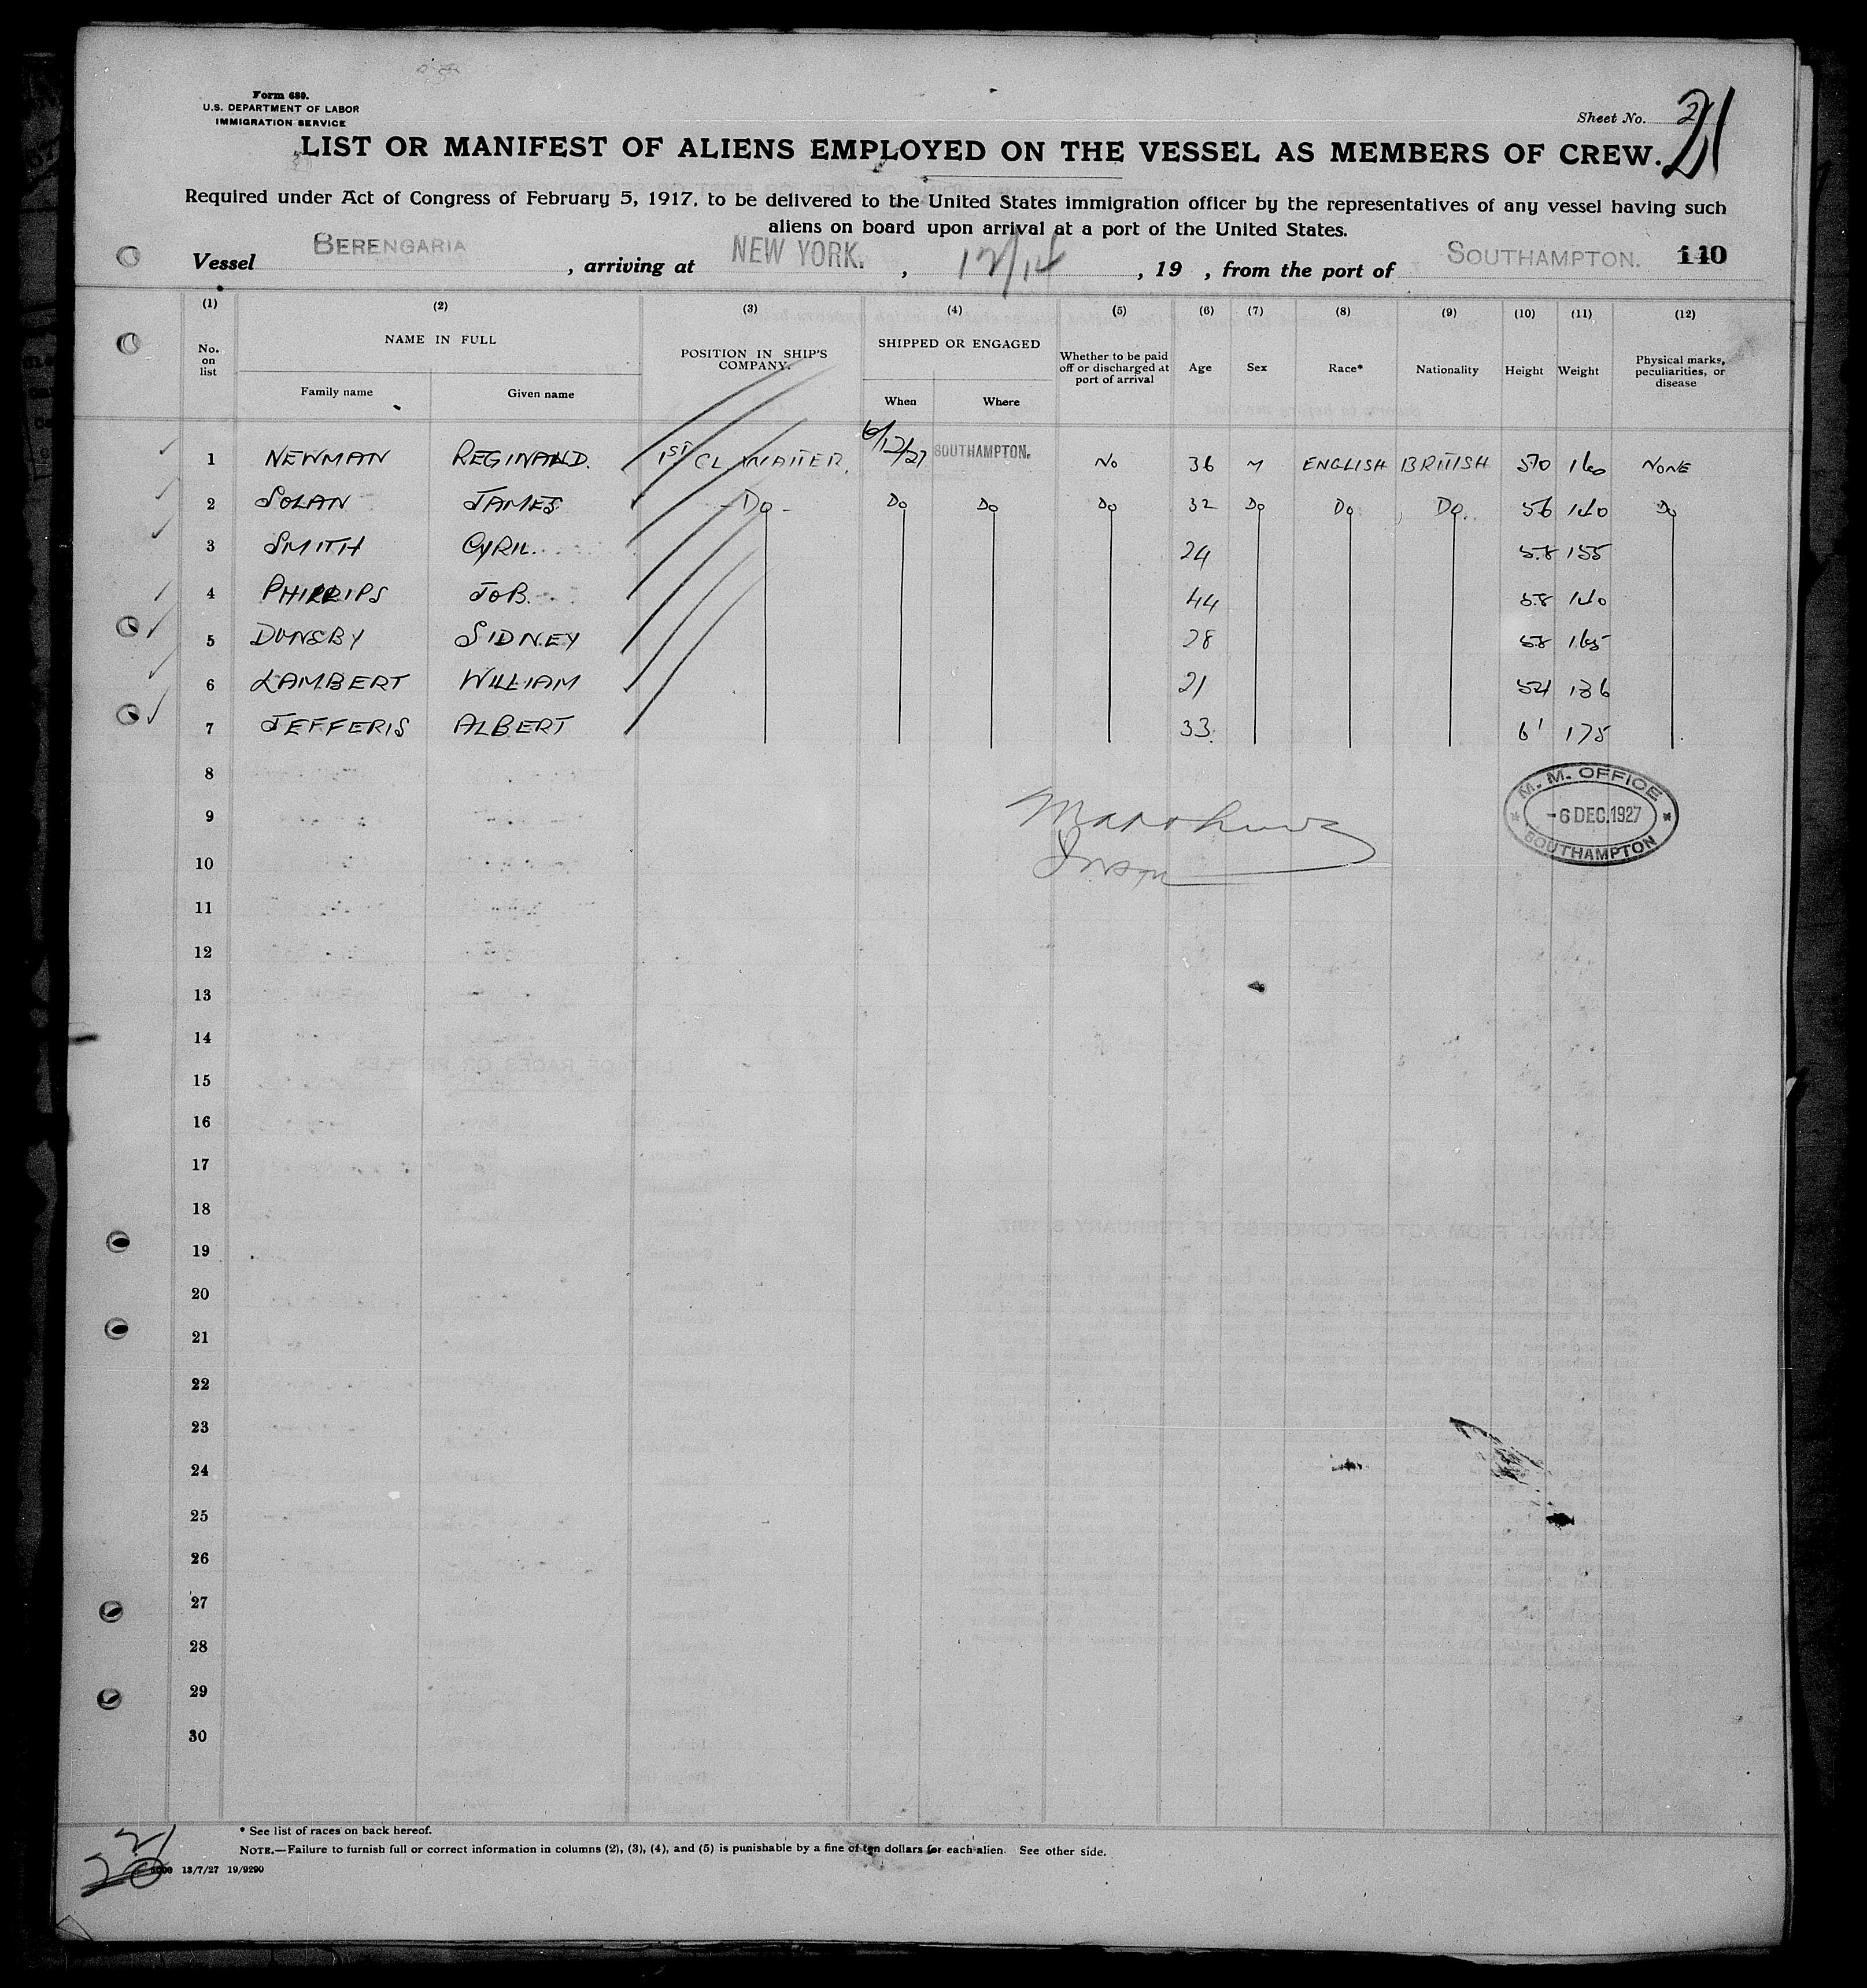 Form 680.
U.S. DEPARTMENT OF LABOR
IMMIGRATION SERVICE
Sheet No. 21
LIST OR MANIFEST OF ALIENS EMPLOYED ON THE VESSEL AS MEMBERS OF CREW.
Required under Act of Congress of February 5, 1917, to be delivered to the United States immigration officer by the representatives of any vessel having such
aliens on board upon arrival at a port of the United States.
Vessel BERENGARIA, arriving at NEW YORK., 12/14, 19 , from the port of SOUTHAMPTON. 140
(1) (2) (3) (4) (5) (6) (7) (8) (9) (10) (11) (12)
No. on list NAME IN FULL POSITION IN SHIP'S COMPANY. SHIPPED OR ENGAGED Whether to be paid off or discharged at port of arrival Age Sex Race* Nationality Height Weight Physical marks, peculiarities, or disease
Family name Given name When Where
1 NEWMAN REGINALD. 1ST CL WAITER. 6/12/27 SOUTHAMPTON. No 36 M ENGLISH BRITISH 5.10 160 NONE
2 SOLAN JAMES - Do - Do Do Do 32 Do Do Do. 56 140 Do
3 SMITH CYRIL. 24 5.8 155
4 PHILLIPS JOB. 44 5.8 140
5 DUNSBY SIDNEY 28 58 165
6 LAMBERT WILLIAM 21 54 136
7 JEFFERIS ALBERT 33. 6' 175
8
M. M. OFFICE
-6 DEC.1927
SOUTHAMPTON
9
10
11
12
13
14
15
16
17
18
19
20
21
22
23
24
25
26
27
28
29
30
* See list of races on back hereof.
NOTE.—Failure to furnish full or correct information in columns (2), (3), (4), and (5) is punishable by a fine of ten dollars for each alien. See other side.
21
20
13/7/27 19/9290